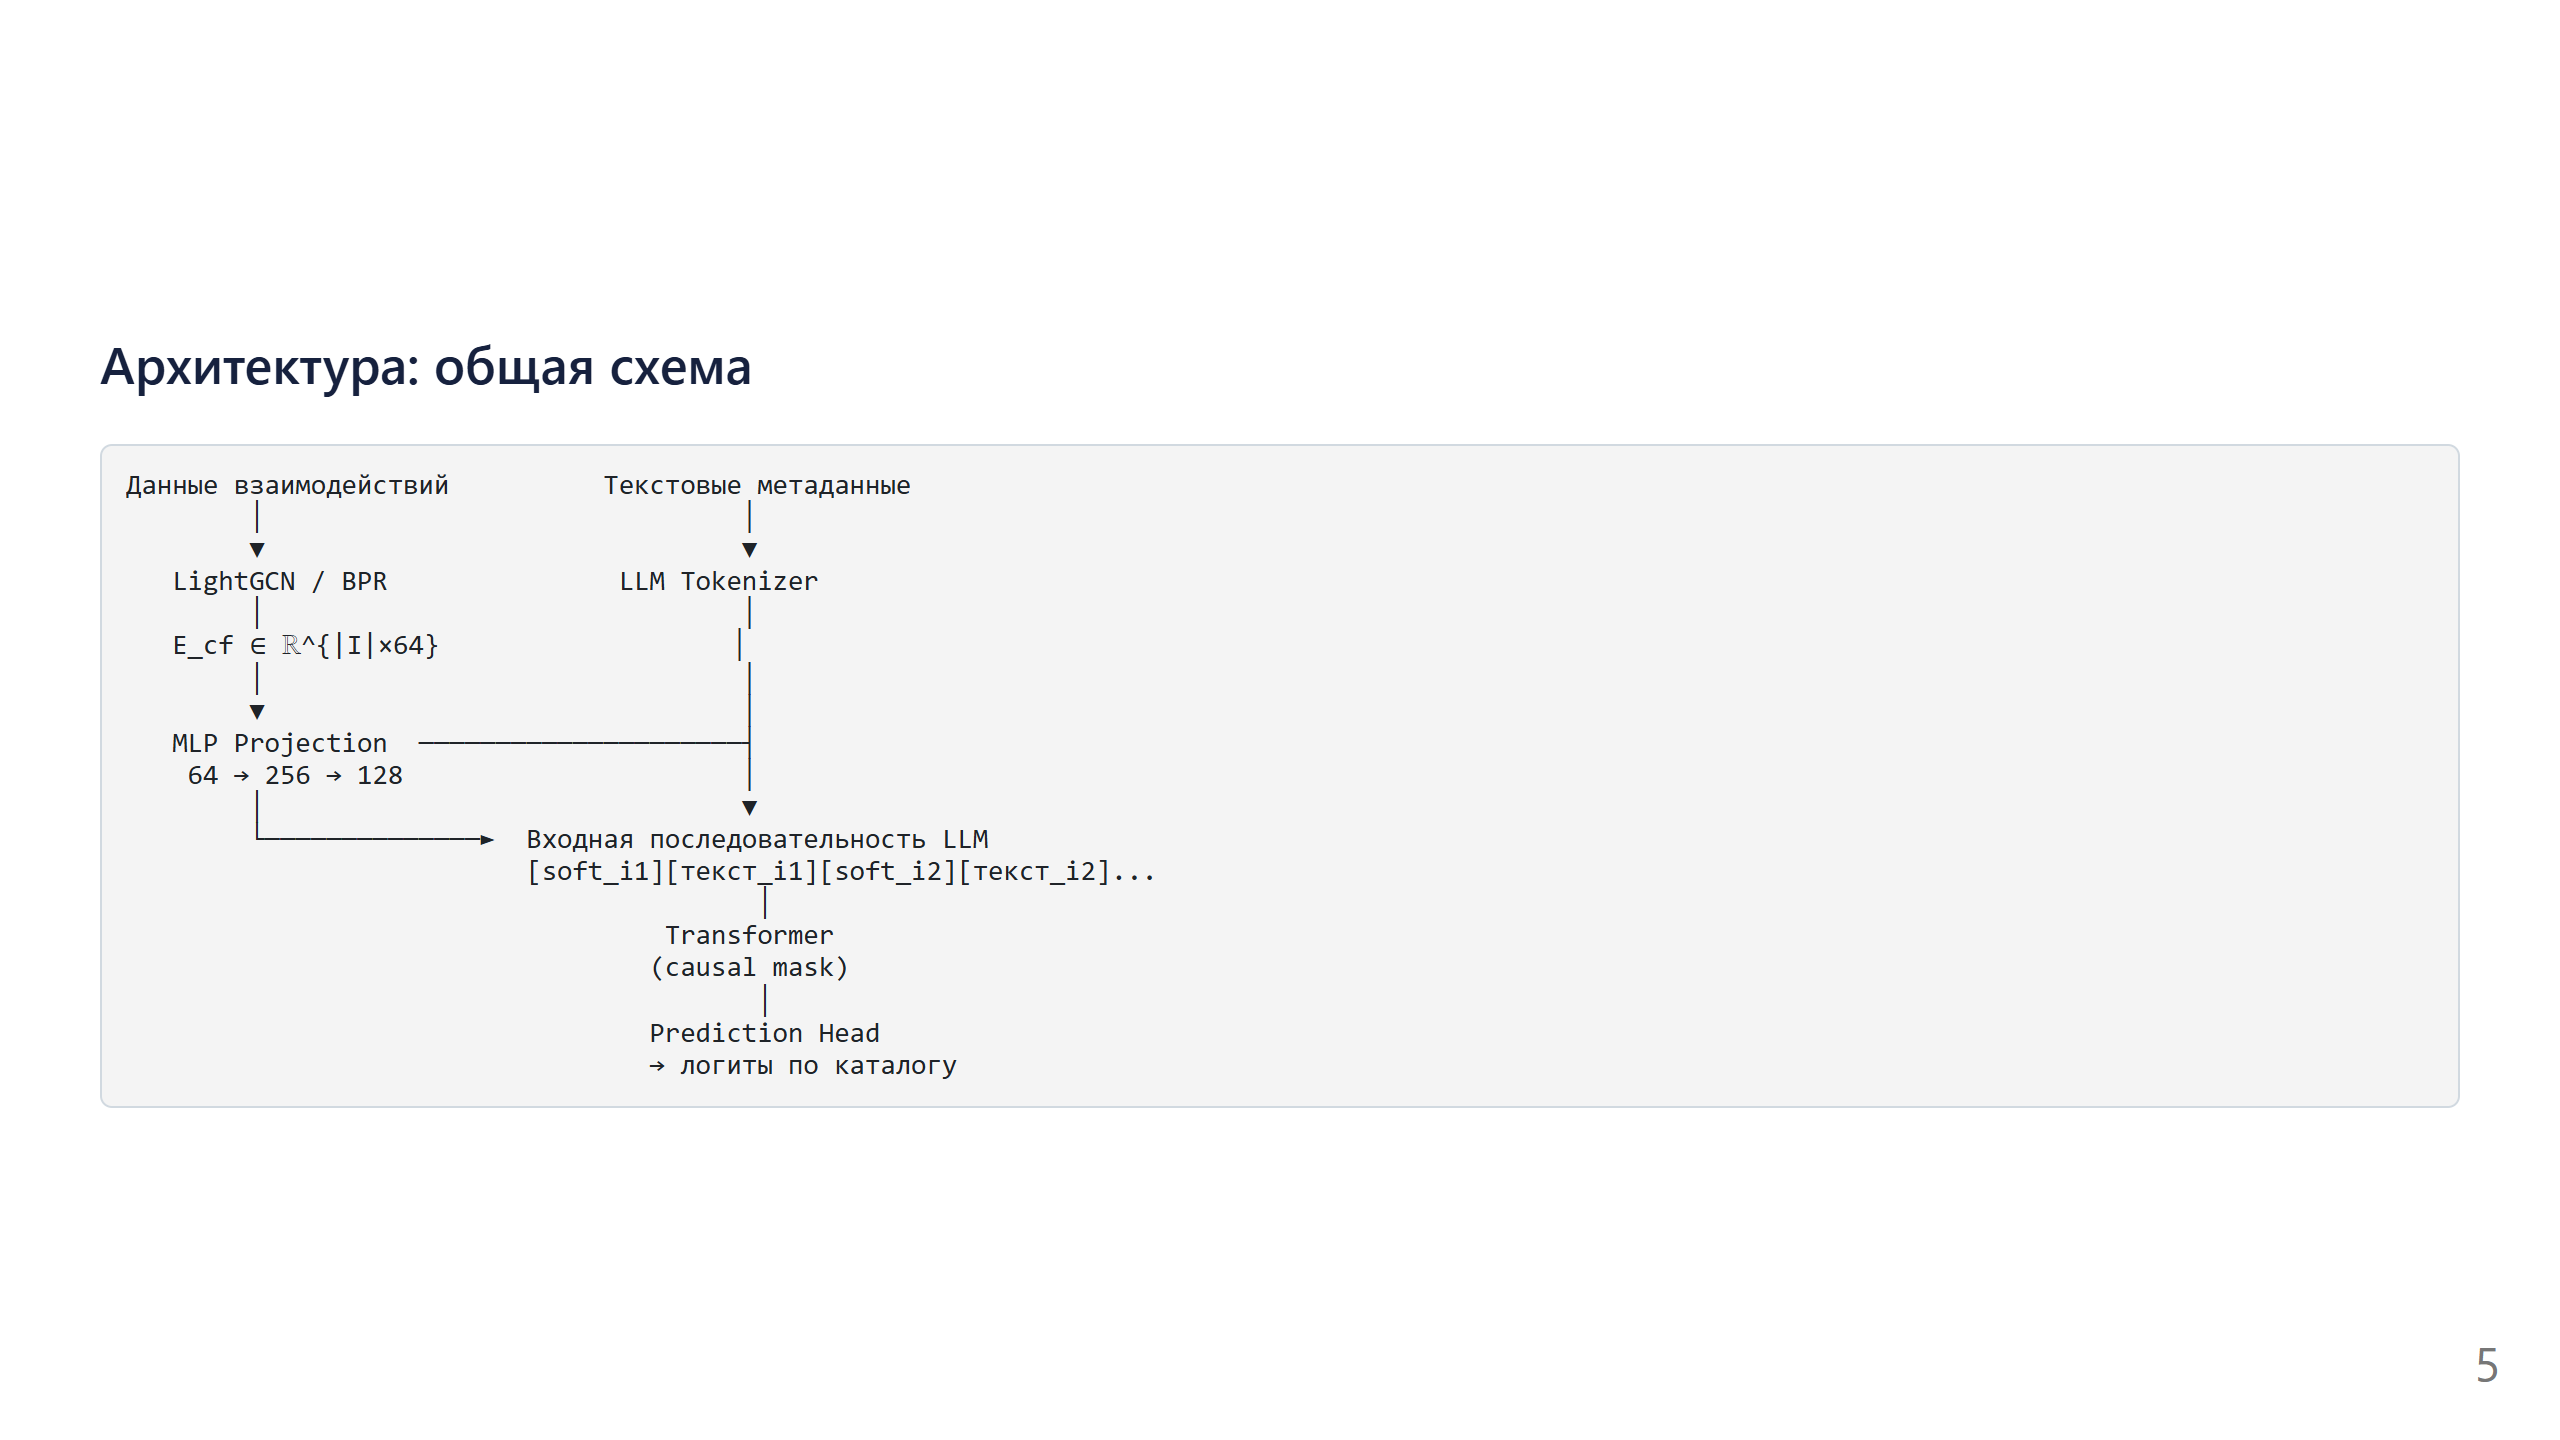 Архитектура: общая схема
Данные взаимодействий Текстовые метаданные
LightGCN / BPR LLM Tokenizer
E_cf ∈ ℝ^{|I|×64}
MLP Projection
64 → 256 → 128
Входная последовательность LLM
[soft_i1][текст_i1][soft_i2][текст_i2]...
Transformer
(causal mask)
Prediction Head
→ логиты по каталогу
5